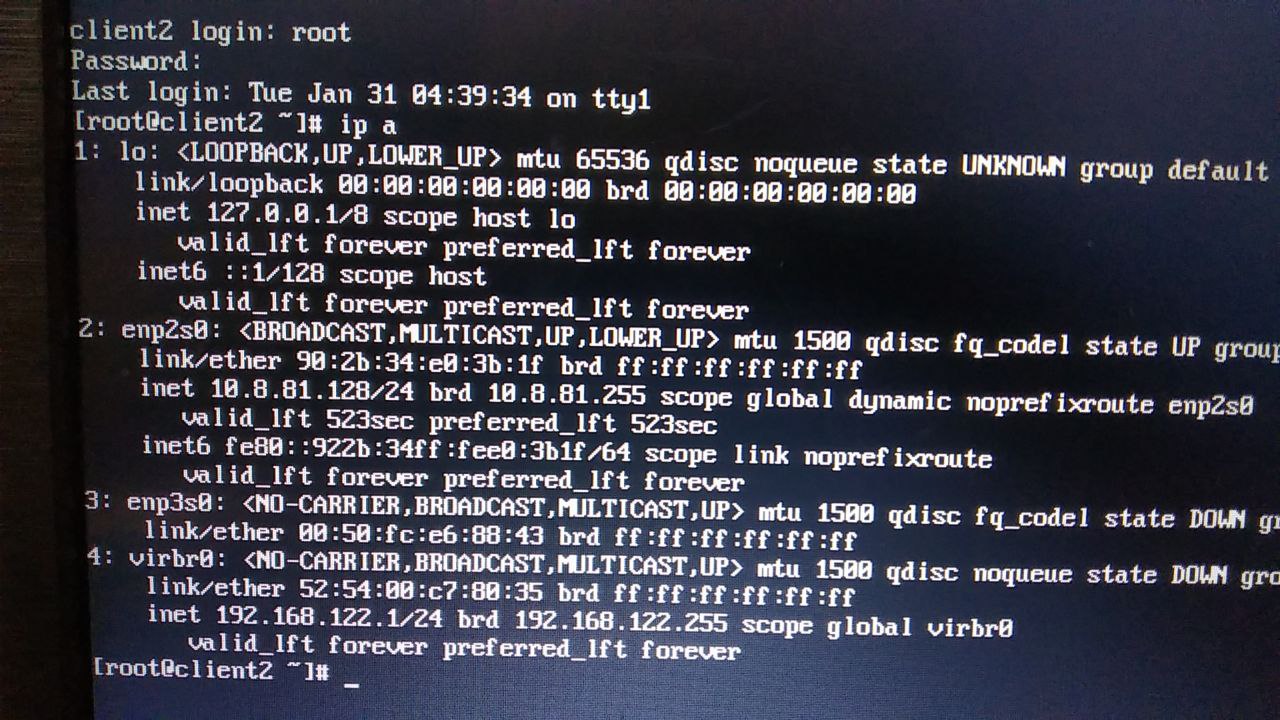 client2 login: root
Password:
Last login: Tue Jan 31 04:39:34 on tty1
[root@client2 ~]# ip a
1: lo: <LOOPBACK,UP,LOWER_UP> mtu 65536 qdisc noqueue state UNKNOWN group default
link/loopback 00:00:00:00:00:00 brd 00:00:00:00:00:00
inet 127.0.0.1/8 scope host lo
valid_lft forever preferred_lft forever
inet6 ::1/128 scope host
valid_lft forever preferred_lft forever
2: enp2s0: <BROADCAST,MULTICAST,UP,LOWER_UP> mtu 1500 qdisc fq_codel state UP group
link/ether 90:2b:34:e0:3b:1f brd ff:ff:ff:ff:ff:ff
inet 10.8.81.128/24 brd 10.8.81.255 scope global dynamic noprefixroute enp2s0
valid_lft 523sec preferred_lft 523sec
inet6 fe80::922b:34ff:fee0:3b1f/64 scope link noprefixroute
valid_lft forever preferred_lft forever
3: enp3s0: <NO-CARRIER,BROADCAST,MULTICAST,UP> mtu 1500 qdisc fq_codel state DOWN gr
link/ether 00:50:fc:e6:88:43 brd ff:ff:ff:ff:ff:ff
4: virbr0: <NO-CARRIER,BROADCAST,MULTICAST,UP> mtu 1500 qdisc noqueue state DOWN gro
link/ether 52:54:00:c7:80:35 brd ff:ff:ff:ff:ff:ff
inet 192.168.122.1/24 brd 192.168.122.255 scope global virbr0
valid_lft forever preferred_lft forever
[root@client2 ~]# _